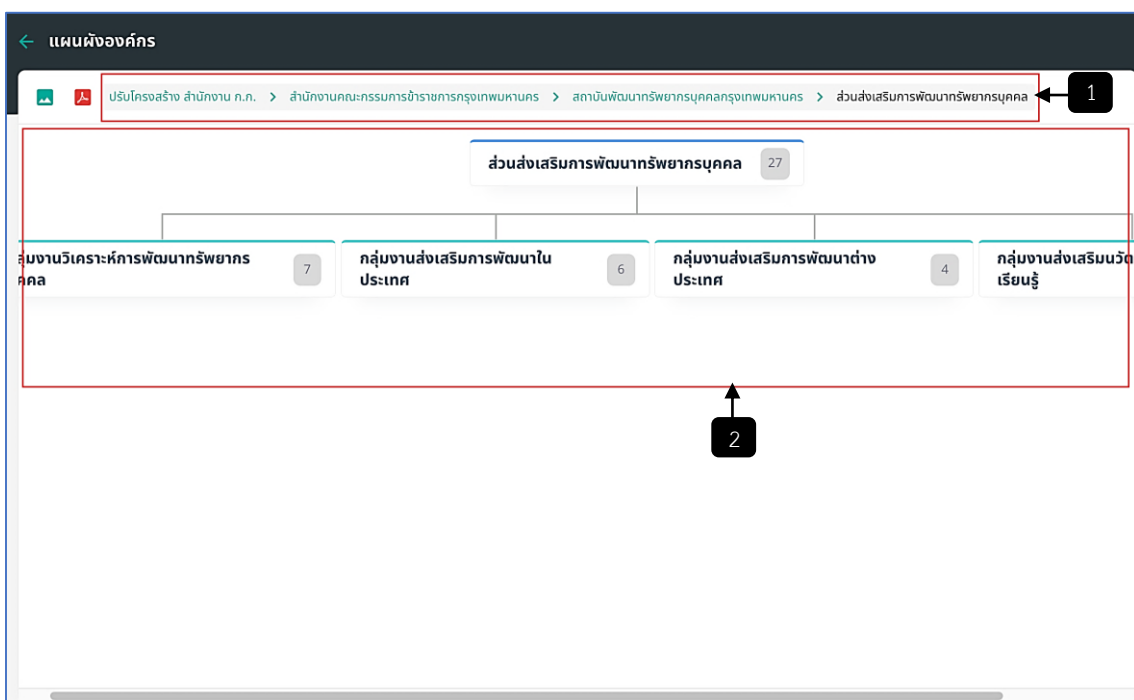 แผนผังองค์กร
ปรับโครงสร้าง สำนักงาน ก.ก. > สำนักงานคณะกรรมการข้าราชการกรุงเทพมหานคร > สถาบันพัฒนาทรัพยากรบุคคลกรุงเทพมหานคร > ส่วนส่งเสริมการพัฒนาทรัพยากรบุคคล
1
ส่วนส่งเสริมการพัฒนาทรัพยากรบุคคล 27
ุ่มงานวิเคราะห์การพัฒนาทรัพยากร
คคล
7
กลุ่มงานส่งเสริมการพัฒนาใน
ประเทศ
6
กลุ่มงานส่งเสริมการพัฒนาต่าง
ประเทศ
4
กลุ่มงานส่งเสริมนวัต
เรียนรู้
2